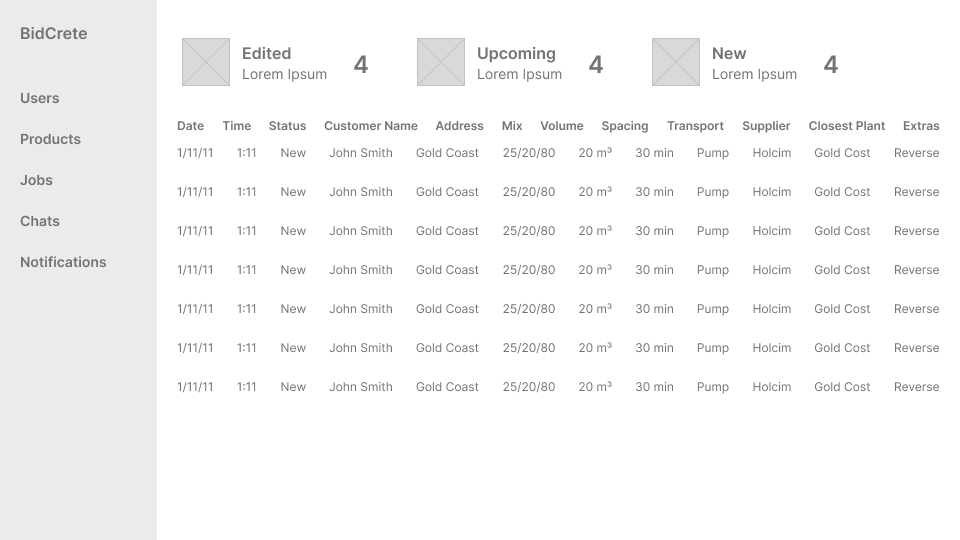 BidCrete
Users
Products
Jobs
Chats
Notifications
Edited
Lorem Ipsum
4
Upcoming
Lorem Ipsum
4
New
Lorem Ipsum
4
Date Time Status Customer Name Address Mix Volume Spacing Transport Supplier Closest Plant Extras
1/11/11 1:11 New John Smith Gold Coast 25/20/80 20 m³ 30 min Pump Holcim Gold Cost Reverse
1/11/11 1:11 New John Smith Gold Coast 25/20/80 20 m³ 30 min Pump Holcim Gold Cost Reverse
1/11/11 1:11 New John Smith Gold Coast 25/20/80 20 m³ 30 min Pump Holcim Gold Cost Reverse
1/11/11 1:11 New John Smith Gold Coast 25/20/80 20 m³ 30 min Pump Holcim Gold Cost Reverse
1/11/11 1:11 New John Smith Gold Coast 25/20/80 20 m³ 30 min Pump Holcim Gold Cost Reverse
1/11/11 1:11 New John Smith Gold Coast 25/20/80 20 m³ 30 min Pump Holcim Gold Cost Reverse
1/11/11 1:11 New John Smith Gold Coast 25/20/80 20 m³ 30 min Pump Holcim Gold Cost Reverse